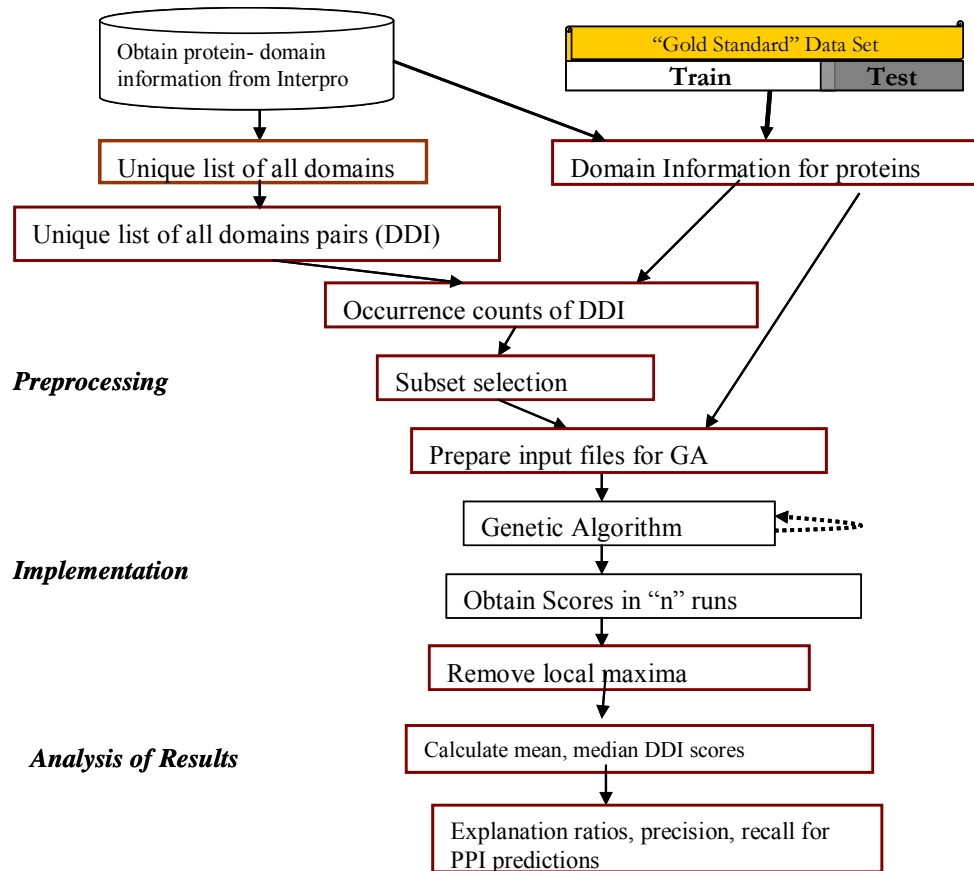 Obtain protein- domain
information from Interpro
“Gold Standard” Data Set
Train
Test
Unique list of all domains
Domain Information for proteins
Unique list of all domains pairs (DDI)
Occurrence counts of DDI
Preprocessing
Subset selection
Prepare input files for GA
Genetic Algorithm
Implementation
Obtain Scores in “n” runs
Remove local maxima
Analysis of Results
Calculate mean, median DDI scores
Explanation ratios, precision, recall for
PPI predictions